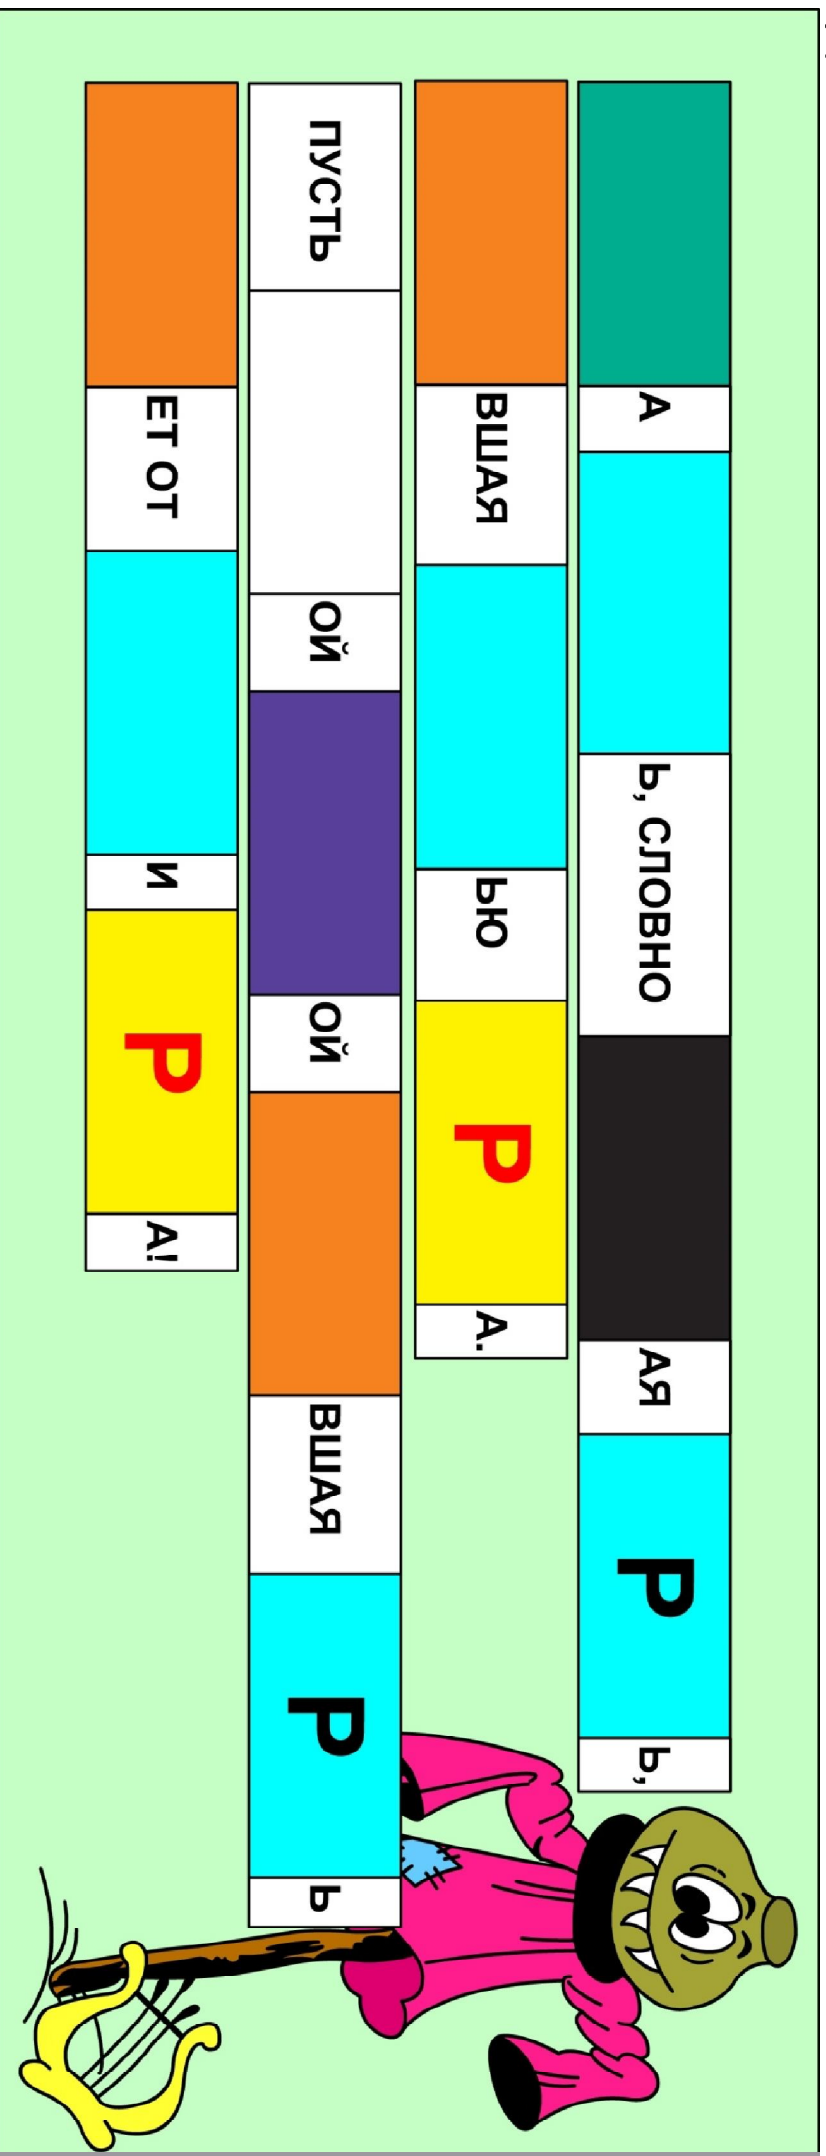 А Ь, СЛОВНО АЯ Р Ь,
ВШАЯ ЬЮ Р А.
ПУСТЬ ОЙ ОЙ ВШАЯ Р Ь
ЕТ ОТ И Р А!